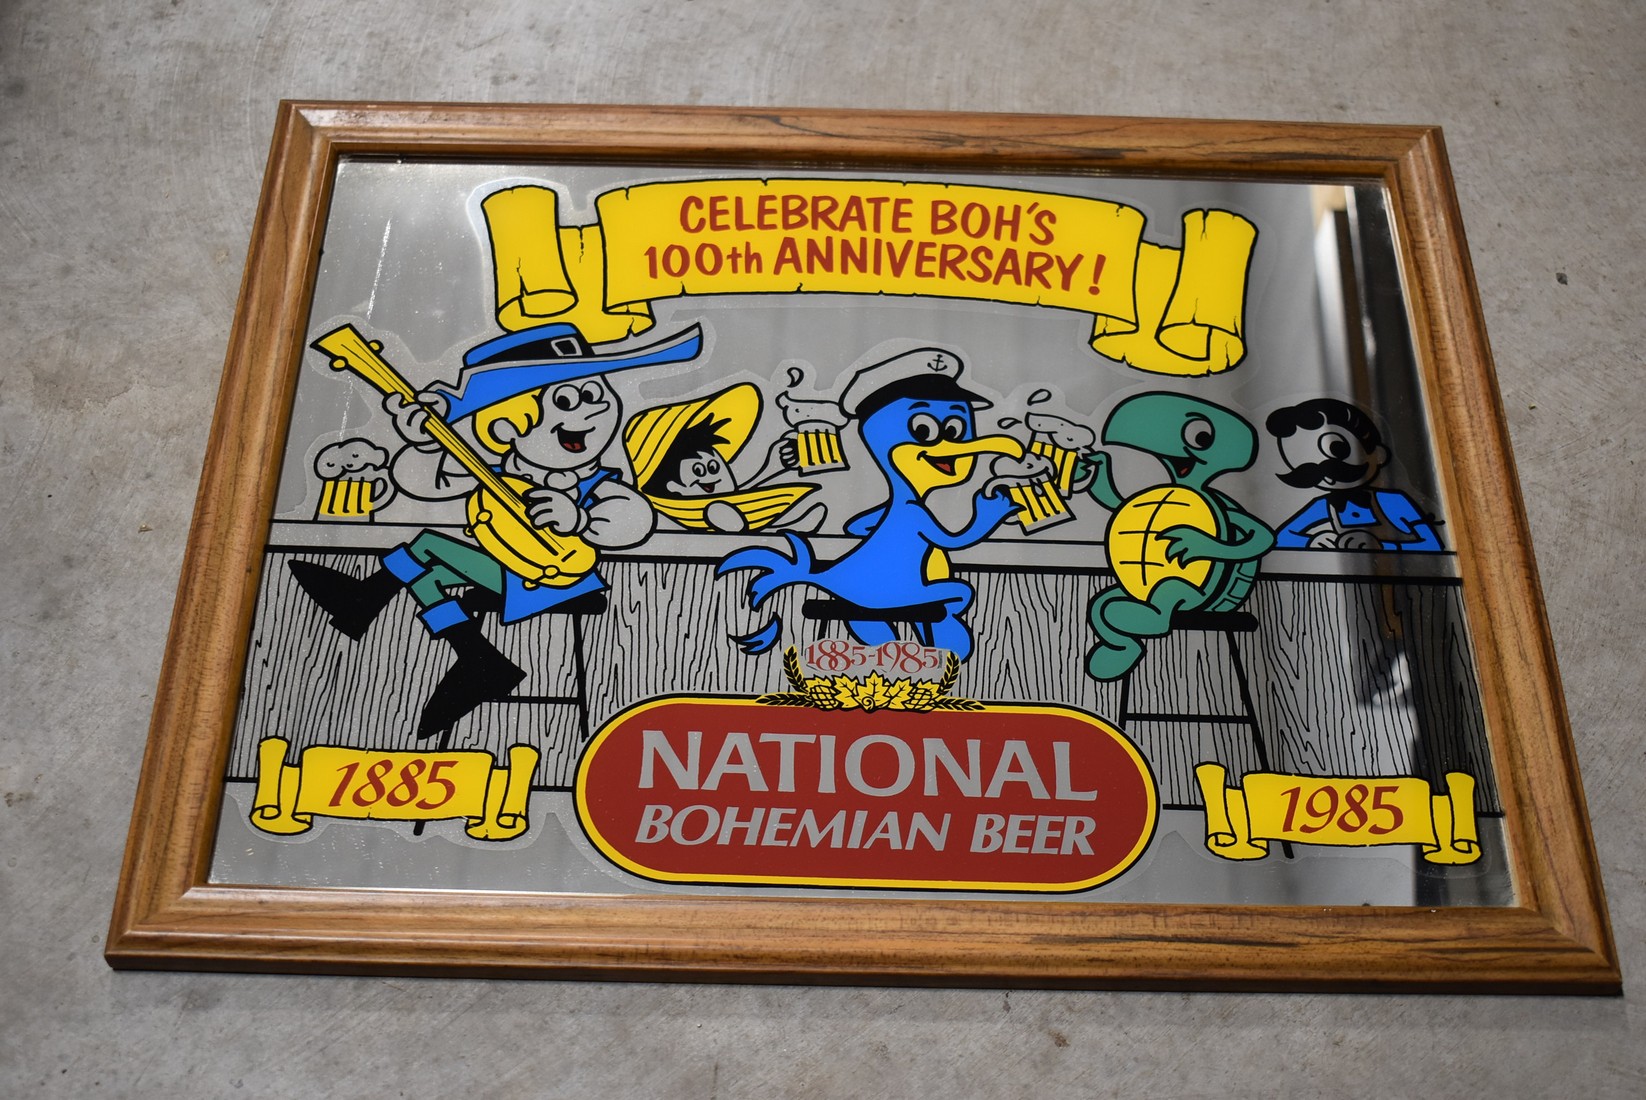 CELEBRATE BOH'S
100th ANNIVERSARY!
1885-1985
NATIONAL
BOHEMIAN BEER
1885
1985